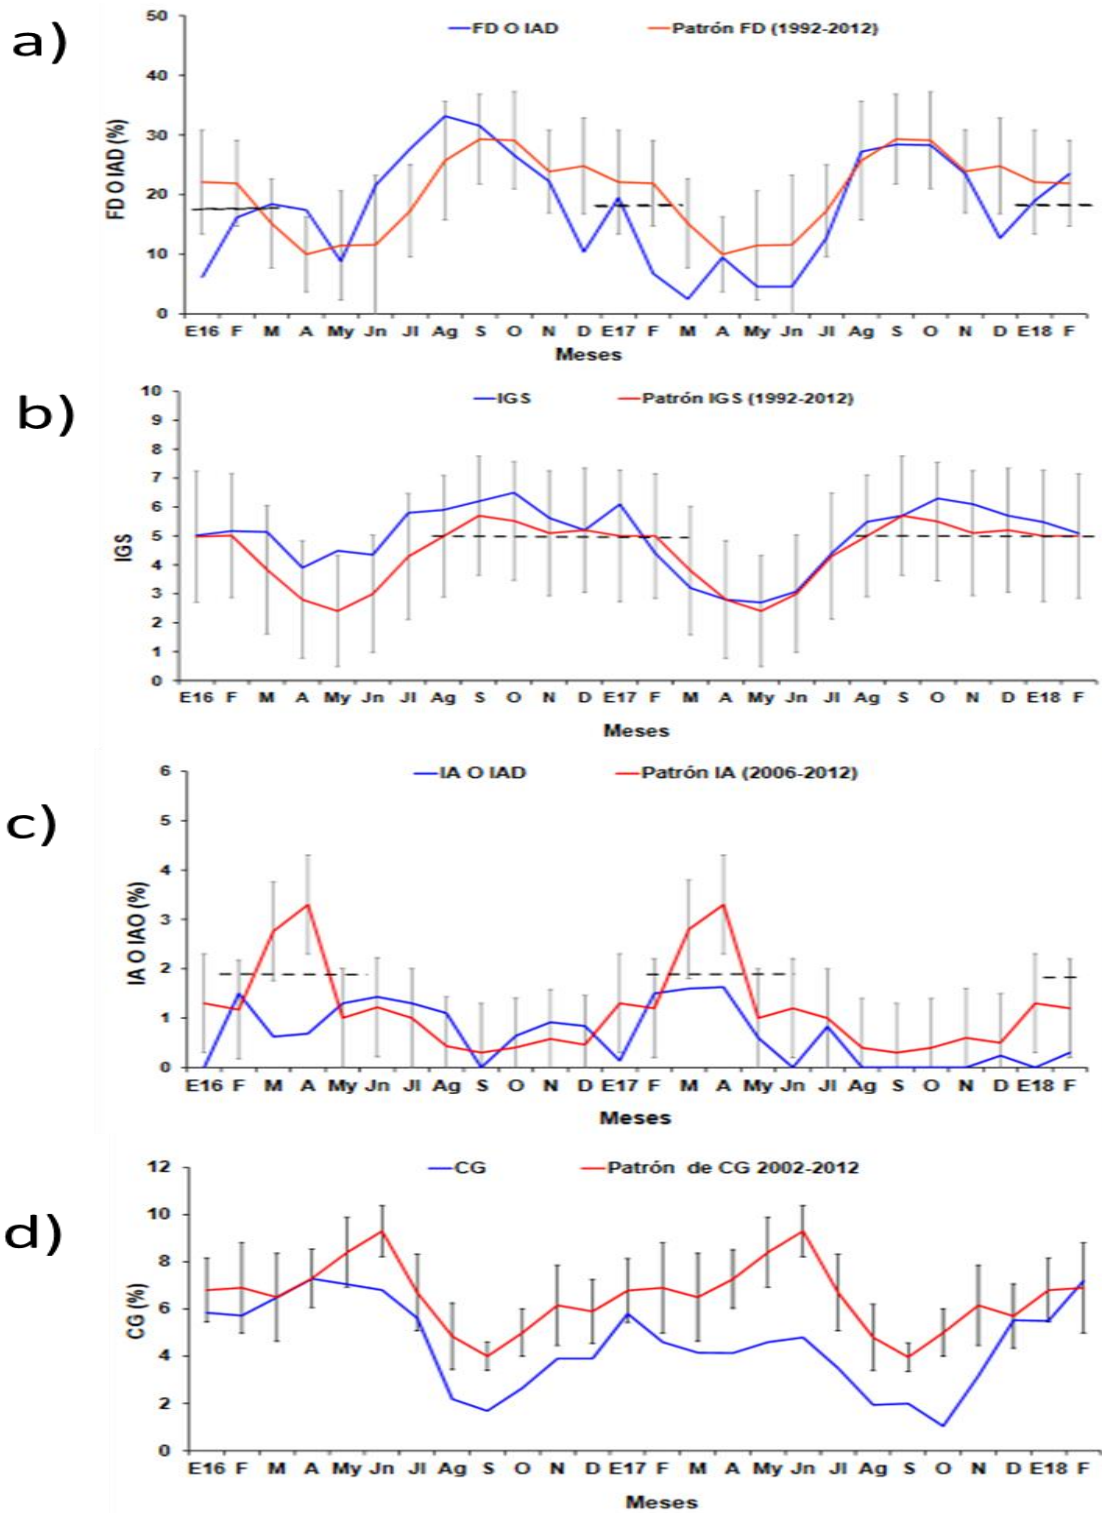 a)
50
FD O IAD
Patrón FD (1992-2012)
40
30
20
10
0
FD O IAD (%)
E16 F M A My Jn Jl Ag S O N D E17 F M A My Jn Jl Ag S O N D E18 F
Meses
b)
10
IGS
Patrón IGS (1992-2012)
9
8
7
6
5
4
3
2
1
0
IGS
E16 F M A My Jn Jl Ag S O N D E17 F M A My Jn Jl Ag S O N D E18 F
Meses
c)
6
IA O IAD
Patrón IA (2006-2012)
5
4
3
2
1
0
IA O IAO (%)
E16 F M A My Jn Jl Ag S O N D E17 F M A My Jn Jl Ag S O N D E18 F
Meses
d)
12
CG
Patrón de CG 2002-2012
10
8
6
4
2
0
CG (%)
E16 F M A My Jn Jl Ag S O N D E17 F M A My Jn Jl Ag S O N D E18 F
Meses